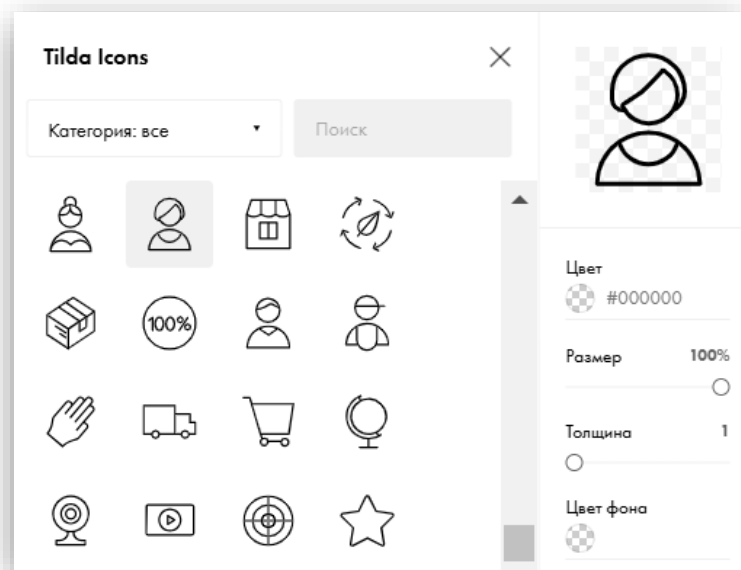 Tilda Icons
Категория: все
Поиск
100%
Цвет
#000000
Размер 100%
Толщина 1
Цвет фона